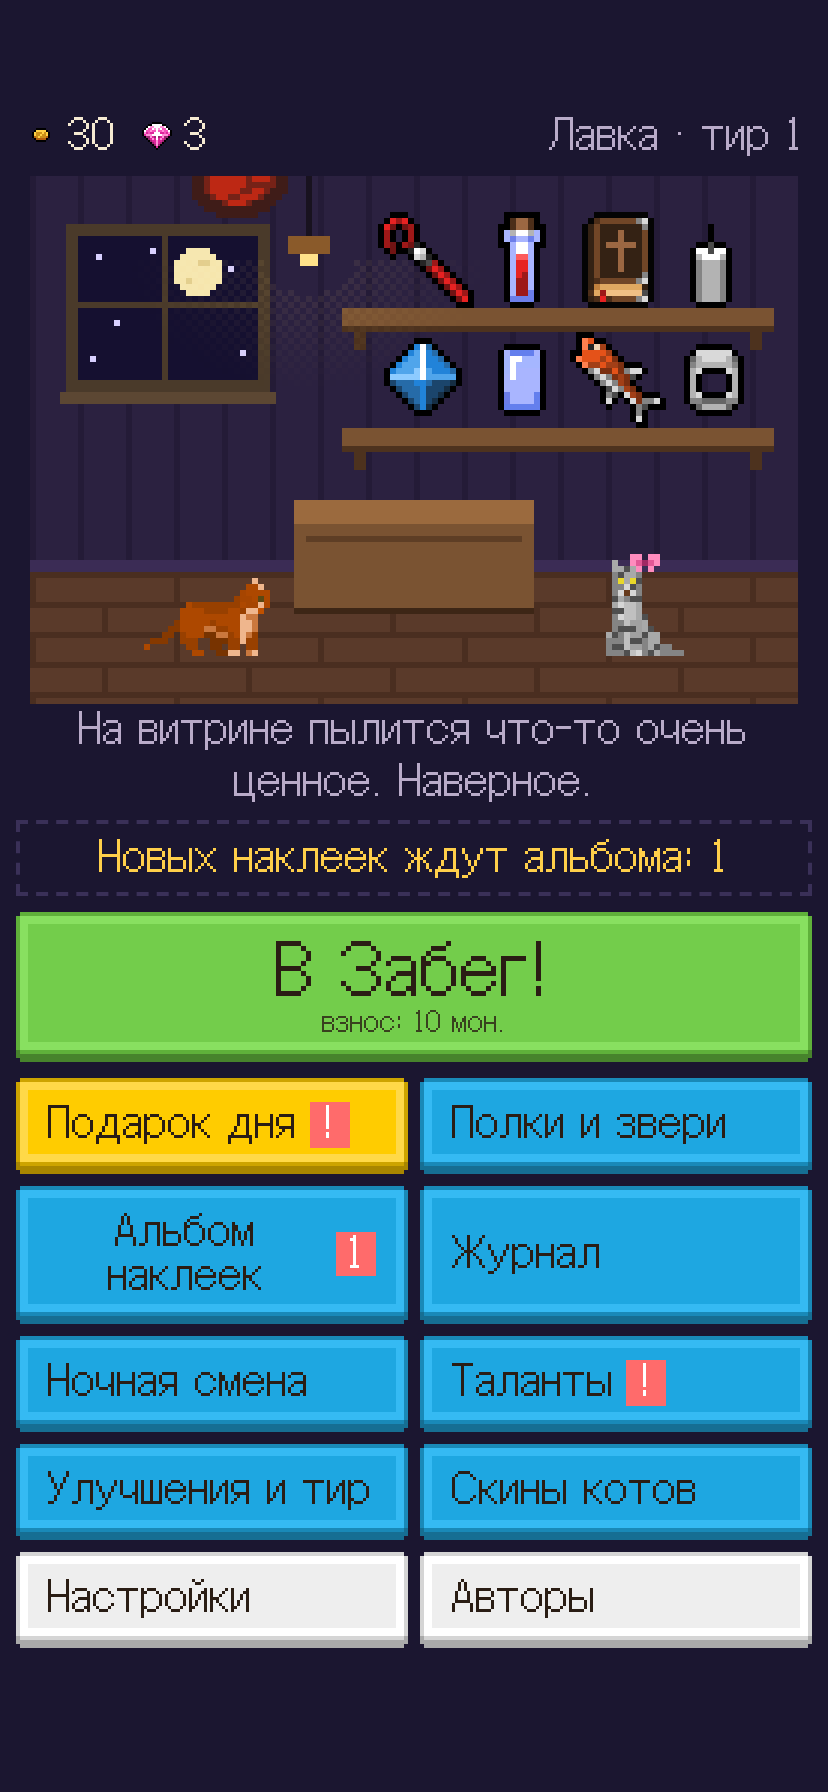 30 3 Лавка · тир 1
На витрине пылится что-то очень
ценное. Наверное.
Новых наклеек ждут альбома: 1
В Забег!
взнос: 10 мон.
Подарок дня !
Полки и звери
Альбом
наклеек
1
Журнал
Ночная смена
Таланты !
Улучшения и тир
Скины котов
Настройки
Авторы